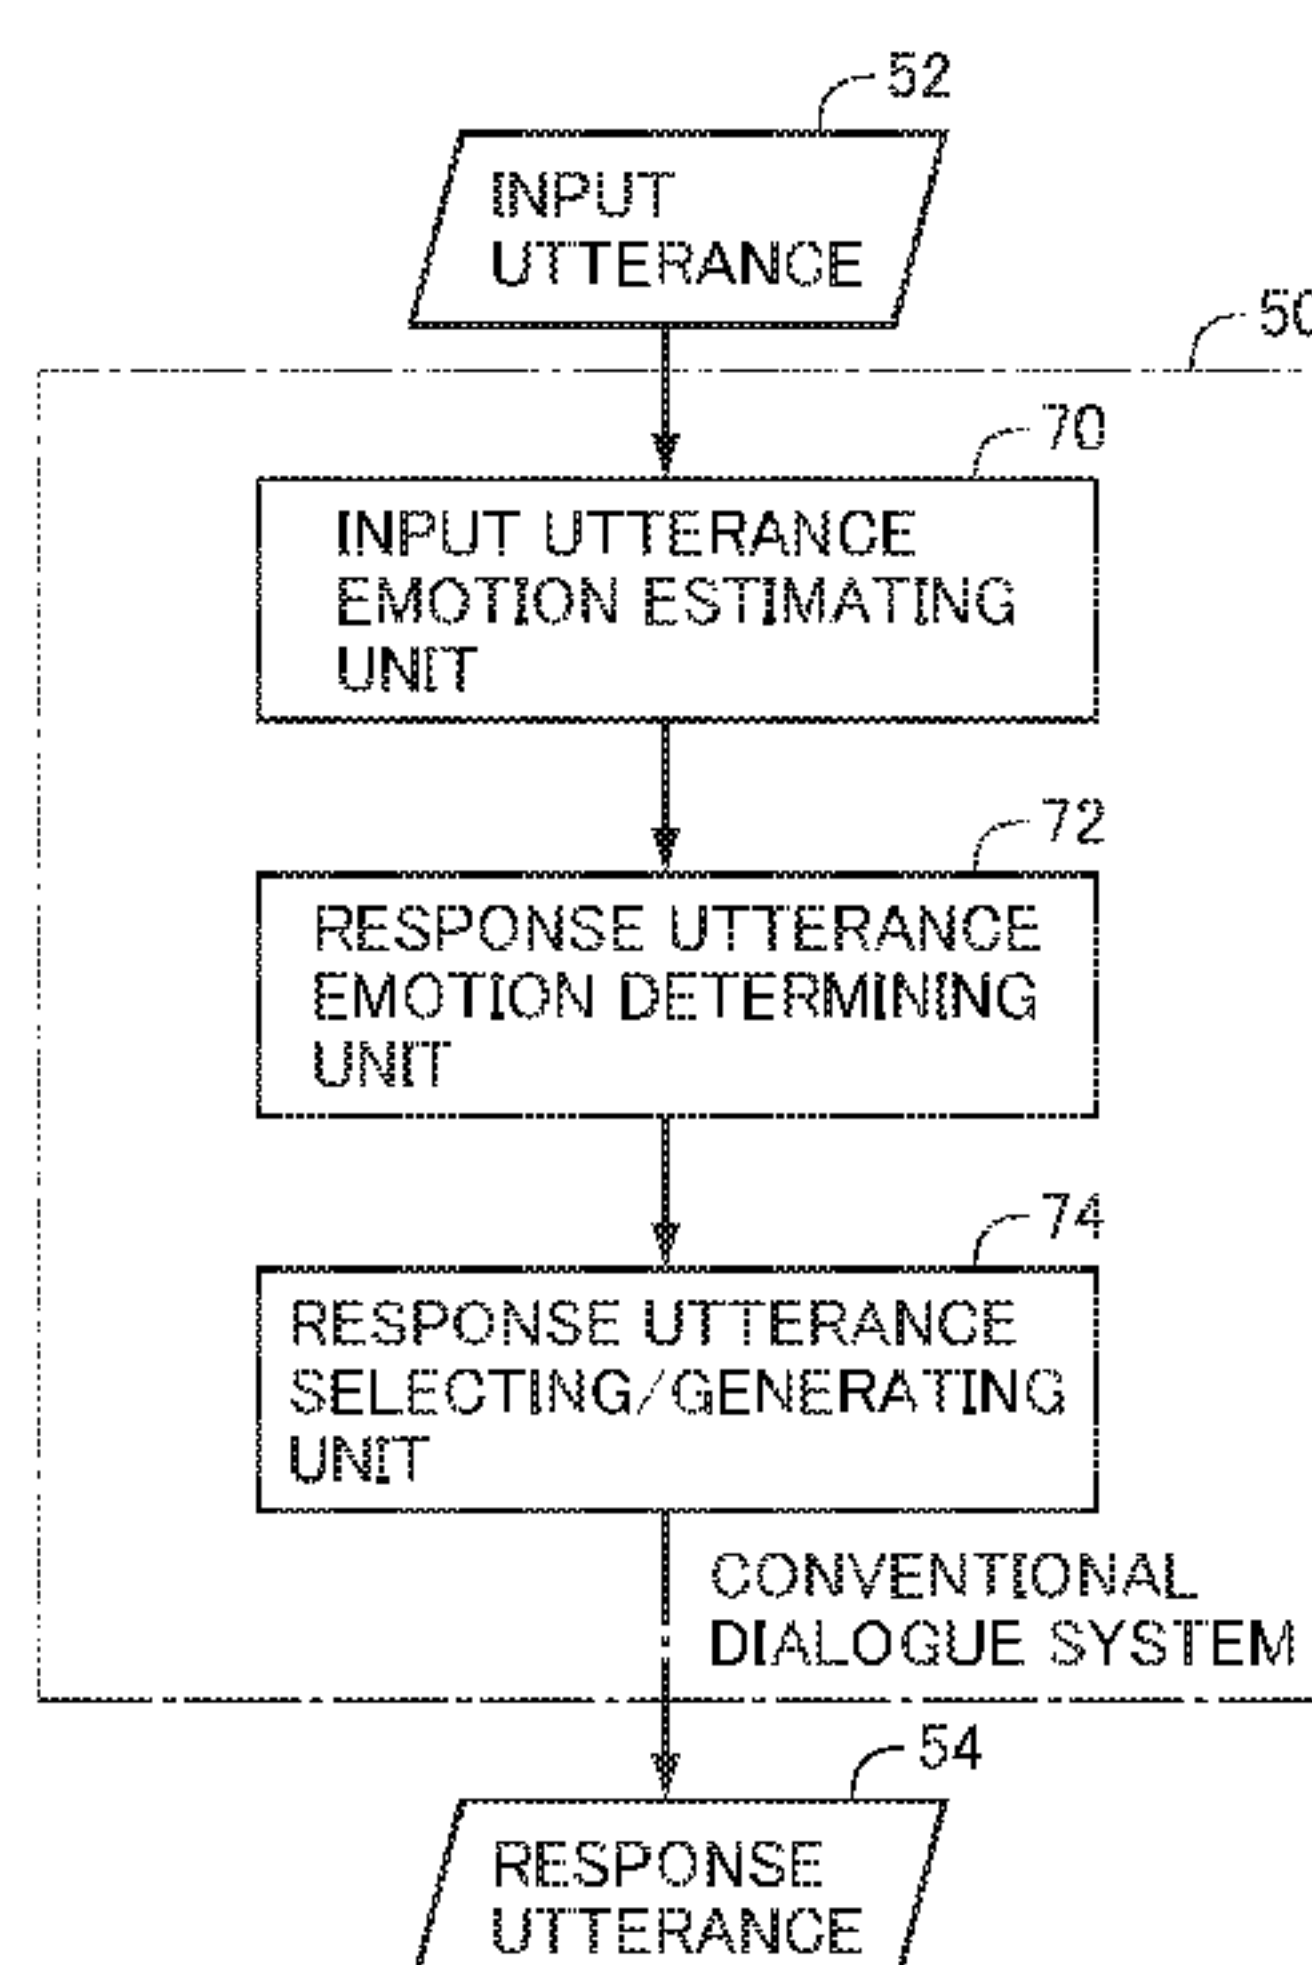 52
INPUT
UTTERANCE
50
70
INPUT UTTERANCE
EMOTION ESTIMATING
UNIT
72
RESPONSE UTTERANCE
EMOTION DETERMINING
UNIT
74
RESPONSE UTTERANCE
SELECTING/GENERATING
UNIT
CONVENTIONAL
DIALOGUE SYSTEM
54
RESPONSE
UTTERANCE